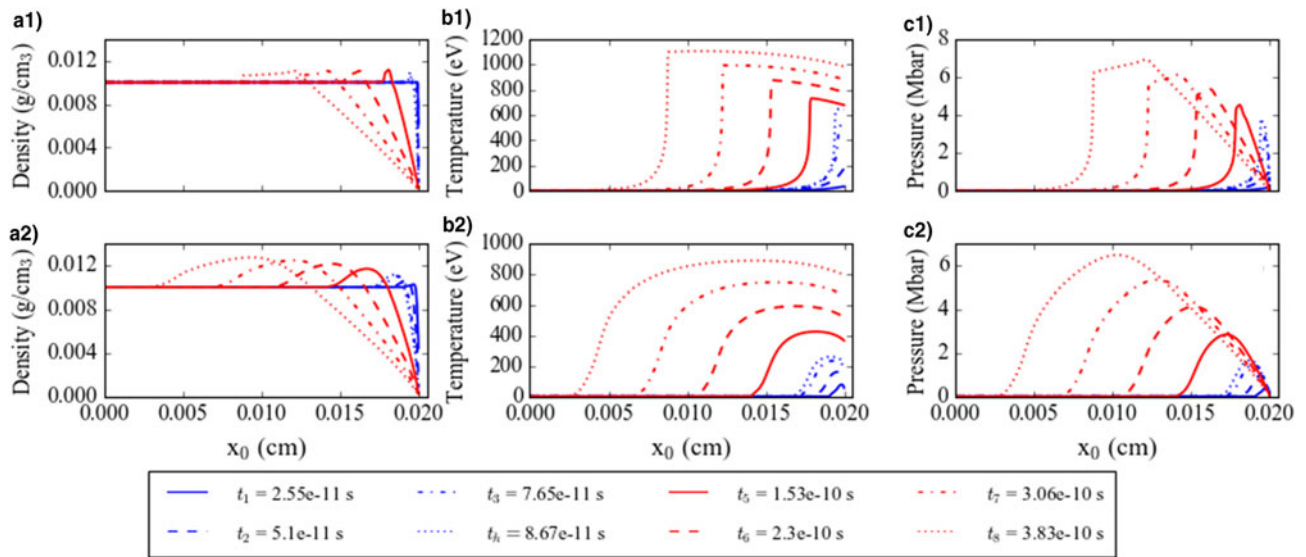 a1)
Density (g/cm3)
0.012
0.008
0.004
0.000
b1)
Temperature (eV)
1200
1000
800
600
400
200
0
c1)
Pressure (Mbar)
8
6
4
2
0
a2)
Density (g/cm3)
0.012
0.008
0.004
0.000
0.000 0.005 0.010 0.015 0.020
x0 (cm)
b2)
Temperature (eV)
1000
800
600
400
200
0
0.000 0.005 0.010 0.015 0.020
x0 (cm)
c2)
Pressure (Mbar)
8
6
4
2
0
0.000 0.005 0.010 0.015 0.020
x0 (cm)
t1 = 2.55e-11 s t3 = 7.65e-11 s t5 = 1.53e-10 s t7 = 3.06e-10 s
t2 = 5.1e-11 s th = 8.67e-11 s t6 = 2.3e-10 s t8 = 3.83e-10 s